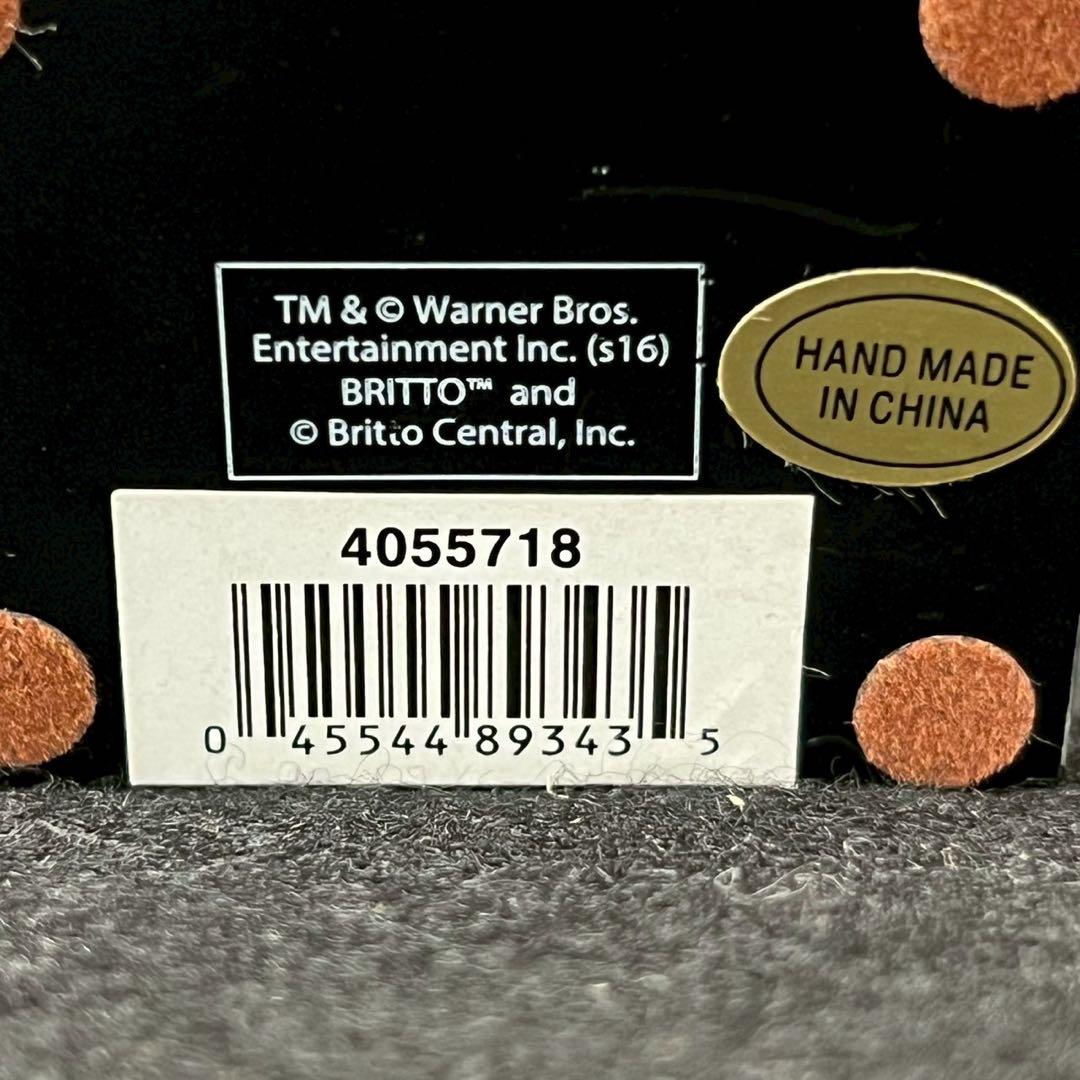 TM & © Warner Bros.
Entertainment Inc. (s16)
BRITTO™ and
© Britto Central, Inc.
HAND MADE
IN CHINA
4055718
0 45544 89343 5